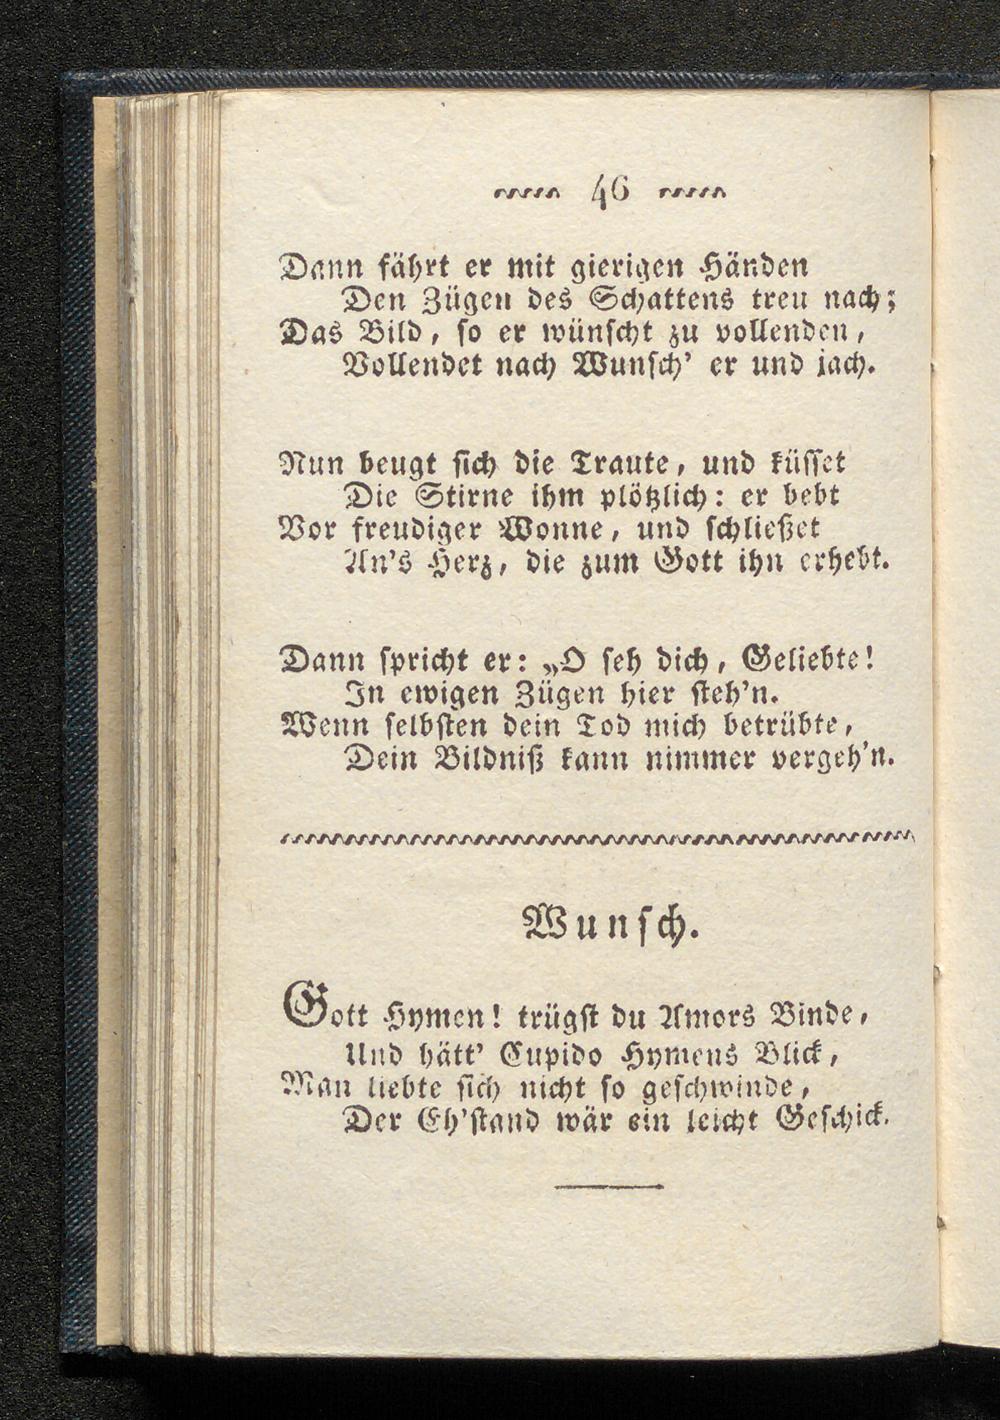 46
Dann fährt er mit gierigen Händen
Den Zügen des Schattens treu nach;
Das Bild, so er wünscht zu vollenden,
Vollendet nach Wunsch' er und jach.
Nun beugt sich die Traute, und küsset
Die Stirne ihm plötzlich: er bebt
Vor freudiger Wonne, und schließet
An's Herz, die zum Gott ihn erhebt.
Dann spricht er: „O seh dich, Geliebte!
In ewigen Zügen hier steh'n.
Wenn selbsten dein Tod mich betrübte,
Dein Bildniß kann nimmer vergeh'n.
Wunsch.
Gott Hymen! trügst du Amors Binde,
Und hätt' Cupido Hymens Blick,
Man liebte sich nicht so geschwinde,
Der Eh'stand wär ein leicht Geschick.